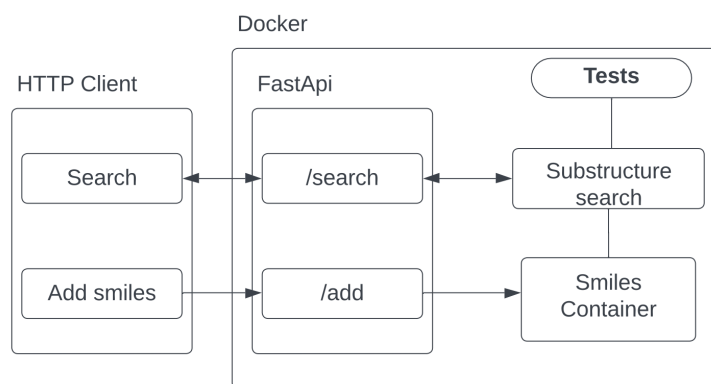 Docker
HTTP Client
FastApi
Tests
Search
/search
Substructure
search
Add smiles
/add
Smiles
Container